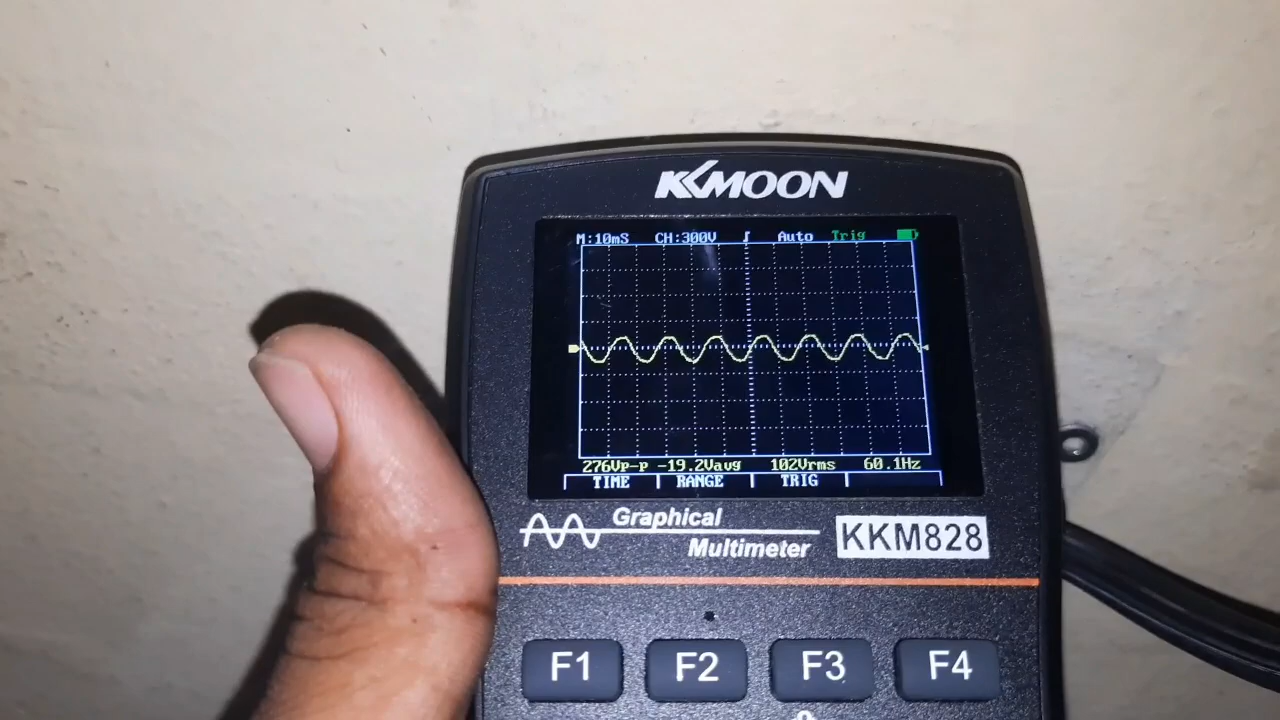 KKMOON
M:10mS CH:300V Auto Trig
276Vp-p -19.2Vavg 102Vrms 60.1Hz
TIME RANGE TRIG
Graphical
Multimeter
KKM828
F1 F2 F3 F4